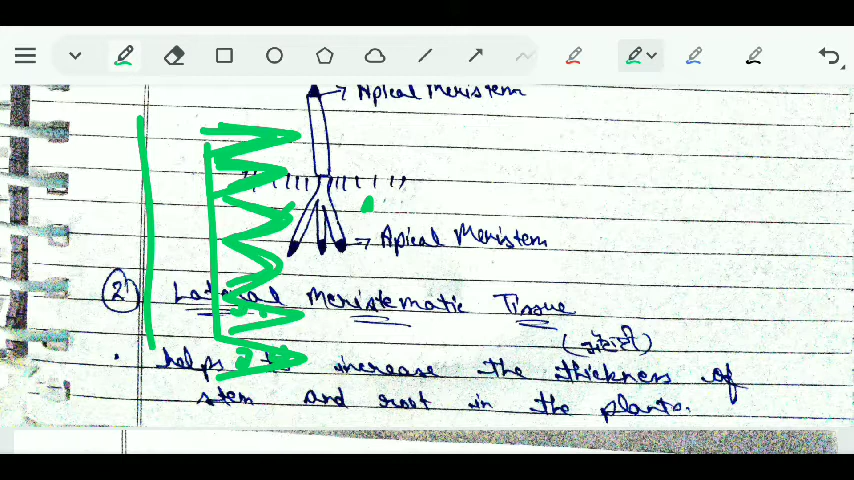 Apical Meristem
Apical Meristem
2) Lateral Meristematic Tissue
(मोटाई)
helps to increase the thickness of
stem and root in the plants.